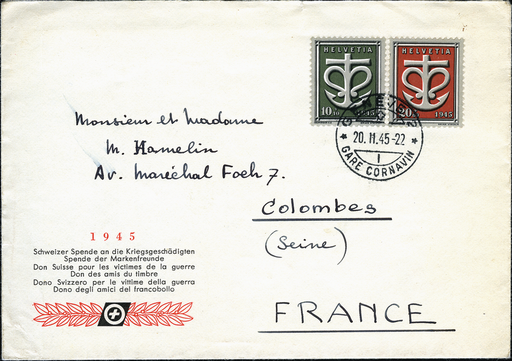 HELVETIA
10+10 1945
HELVETIA
20 1945
GENÈVE 2
20.11.45-22
1
GARE CORNAVIN
Monsieur et Madame
M. Hamelin
Av. Maréchal Foch 7.
Colombes
(Seine)
FRANCE
1945
Schweizer Spende an die Kriegsgeschädigten
Spende der Markenfreunde
Don Suisse pour les victimes de la guerre
Don des amis du timbre
Dono Svizzero per le vittime della guerra
Dono degli amici del francobollo